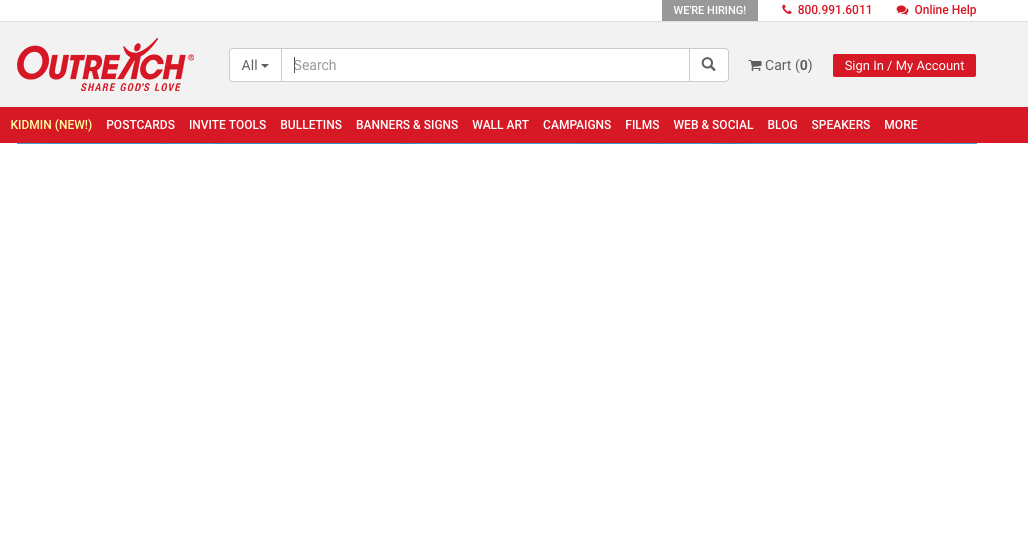 WE'RE HIRING! 800.991.6011 Online Help
OUTREACH®
SHARE GOD'S LOVE
All Search Cart (0) Sign In / My Account
KIDMIN (NEW!) POSTCARDS INVITE TOOLS BULLETINS BANNERS & SIGNS WALL ART CAMPAIGNS FILMS WEB & SOCIAL BLOG SPEAKERS MORE